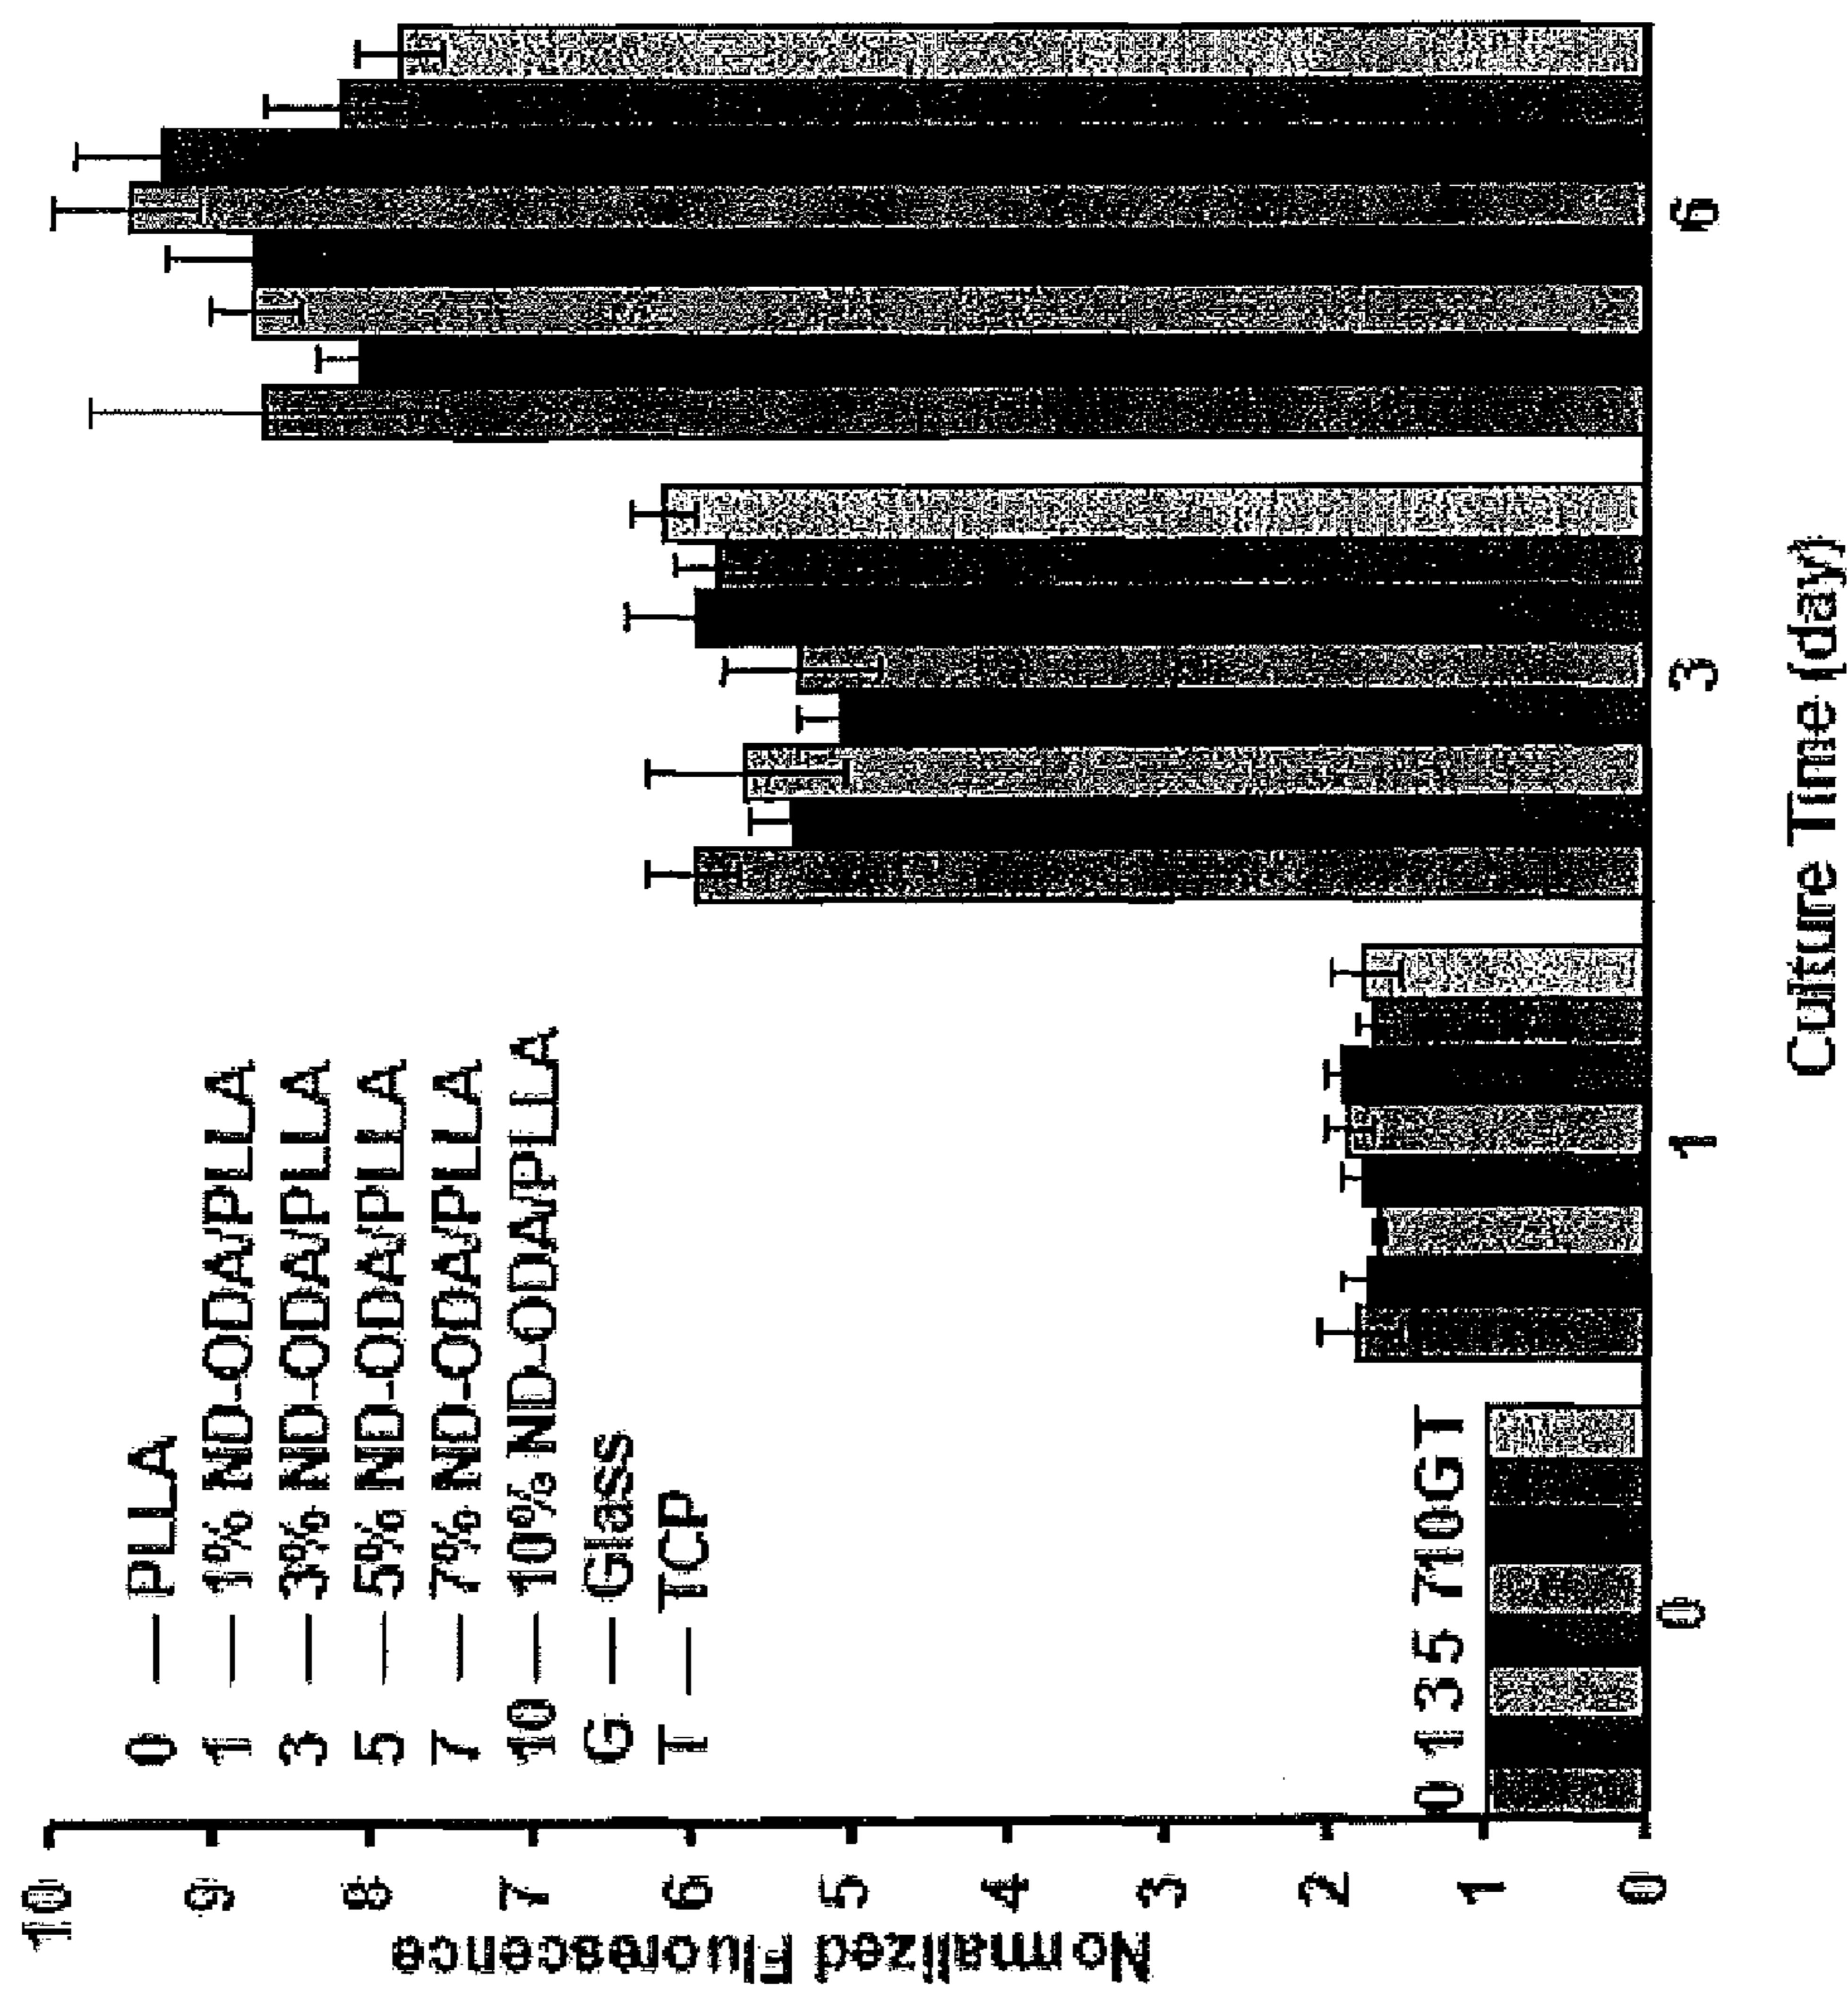 Normalized Fluorescence
10
9
8
7
6
5
4
3
2
1
0
0 — PLLA
1 — 1% ND-ODA/PLLA
3 — 3% ND-ODA/PLLA
5 — 5% ND-ODA/PLLA
7 — 7% ND-ODA/PLLA
10 — 10% ND-ODA/PLLA
G — Glass
T — TCP
0 1 3 5 7 10 G T
0 1 3 6
Culture Time (day)